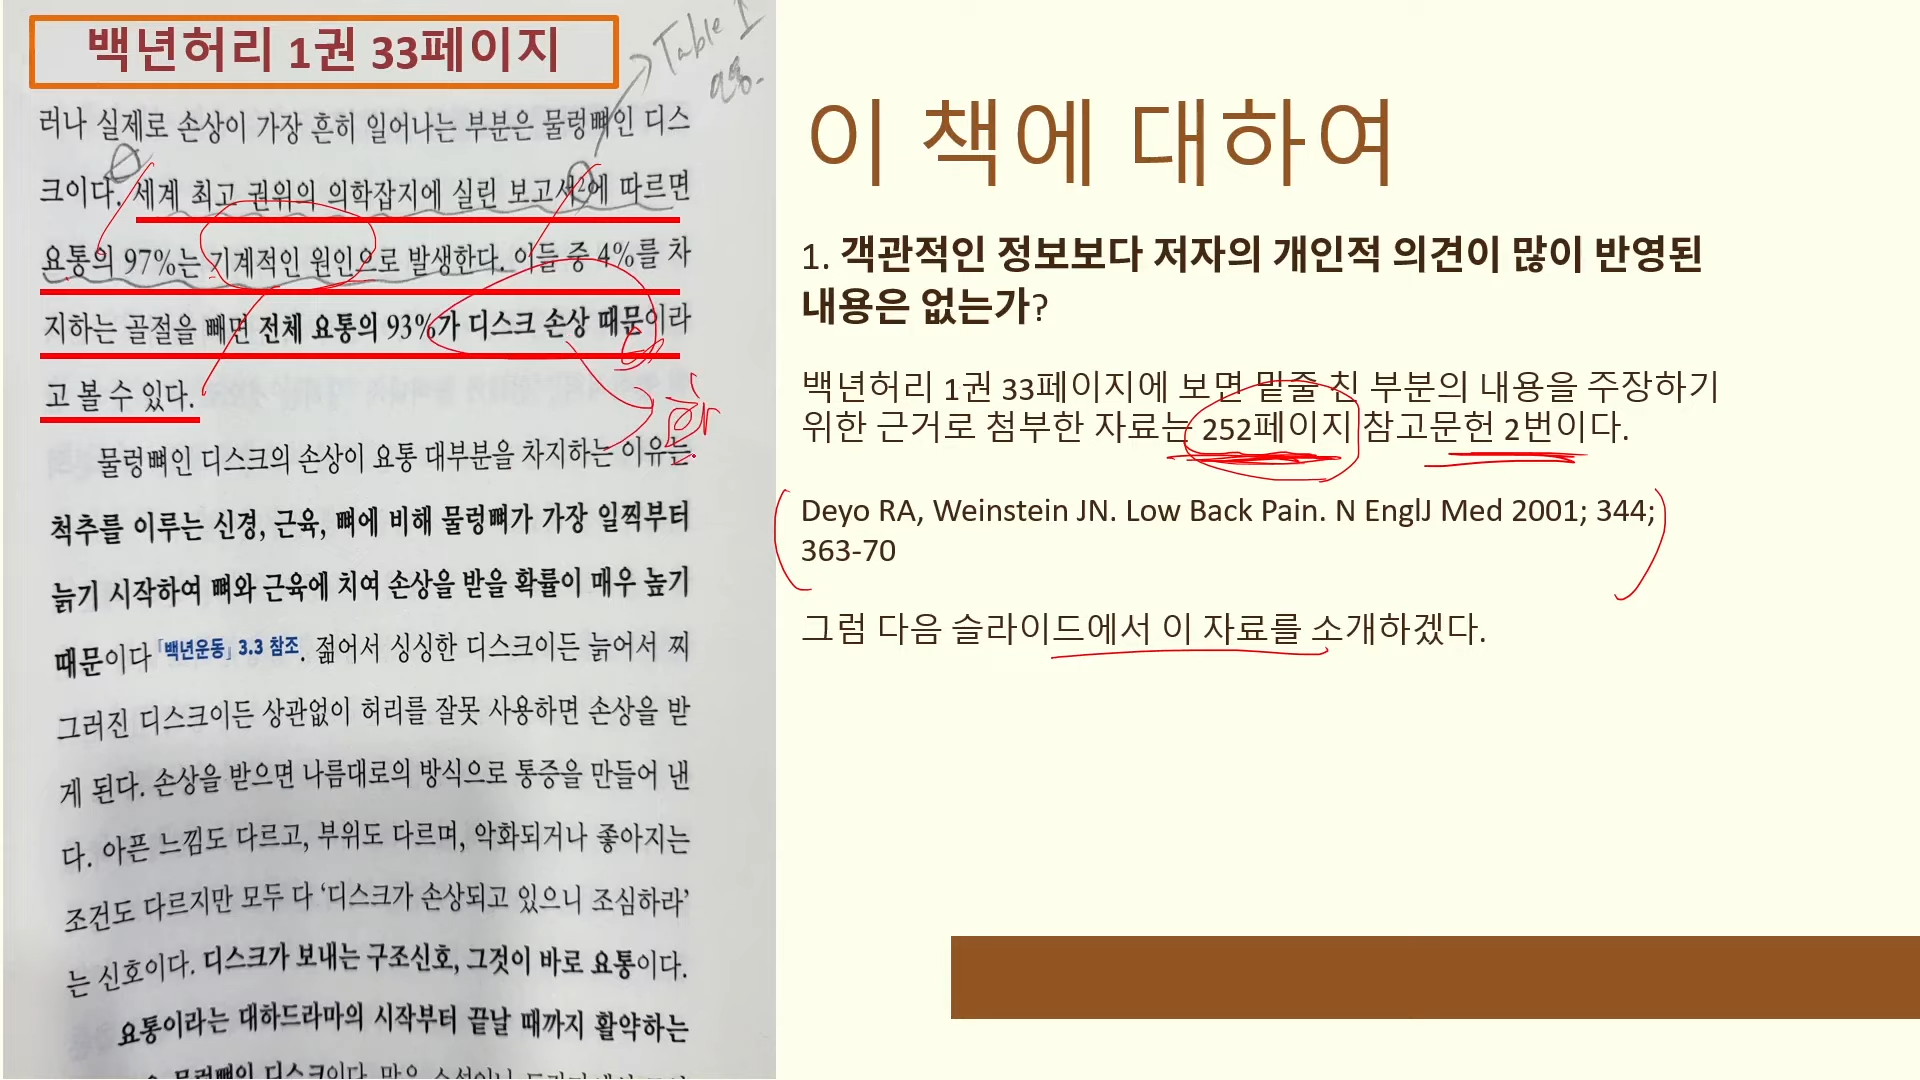 백년허리 1권 33페이지
Table 1
러나 실제로 손상이 가장 흔히 일어나는 부분은 물렁뼈인 디스
크이다. 세계 최고 권위의 의학잡지에 실린 보고서2)에 따르면
요통의 97%는 기계적인 원인으로 발생한다. 이들 중 4%를 차
지하는 골절을 빼면 전체 요통의 93%가 디스크 손상 때문이라
고 볼 수 있다.
물렁뼈인 디스크의 손상이 요통 대부분을 차지하는 이유는
척추를 이루는 신경, 근육, 뼈에 비해 물렁뼈가 가장 일찍부터
늙기 시작하여 뼈와 근육에 치여 손상을 받을 확률이 매우 높기
때문이다「백년운동」 3.3 참조. 젊어서 싱싱한 디스크이든 늙어서 찌
그러진 디스크이든 상관없이 허리를 잘못 사용하면 손상을 받
게 된다. 손상을 받으면 나름대로의 방식으로 통증을 만들어 낸
다. 아픈 느낌도 다르고, 부위도 다르며, 악화되거나 좋아지는
조건도 다르지만 모두 다 ‘디스크가 손상되고 있으니 조심하라’
는 신호이다. 디스크가 보내는 구조신호, 그것이 바로 요통이다.
요통이라는 대하드라마의 시작부터 끝날 때까지 활약하는
물렁뼈인 디스크이다
이 책에 대하여
1. 객관적인 정보보다 저자의 개인적 의견이 많이 반영된
내용은 없는가?
백년허리 1권 33페이지에 보면 밑줄 친 부분의 내용을 주장하기
위한 근거로 첨부한 자료는 252페이지 참고문헌 2번이다.
Deyo RA, Weinstein JN. Low Back Pain. N EnglJ Med 2001; 344;
363-70
그럼 다음 슬라이드에서 이 자료를 소개하겠다.